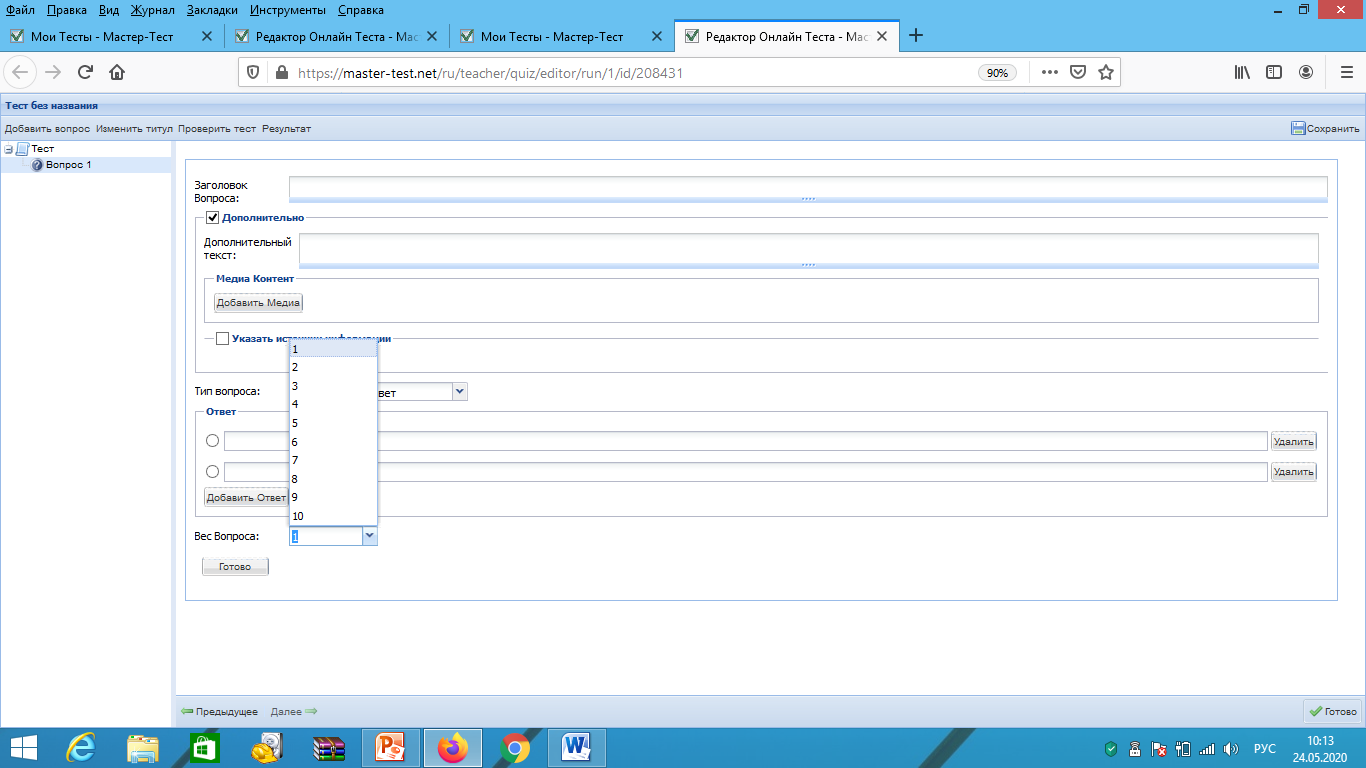 Файл Правка Вид Журнал Закладки Инструменты Справка
Мои Тесты - Мастер-Тест
Редактор Онлайн Теста - Мас
Мои Тесты - Мастер-Тест
Редактор Онлайн Теста - Мас
https://master-test.net/ru/teacher/quiz/editor/run/1/id/208431
90%
Тест без названия
Добавить вопрос Изменить титул Проверить тест Результат
Сохранить
Тест
Вопрос 1
Заголовок
Вопроса:
Дополнительно
Дополнительный
текст:
Медиа Контент
Добавить Медиа
Указать
1
2
3
4
5
6
7
8
9
10
Тип вопроса:
вет
Ответ
Удалить
Удалить
Добавить Ответ
Вес Вопроса:
1
Готово
Предыдущее Далее
Готово
РУС
10:13
24.05.2020